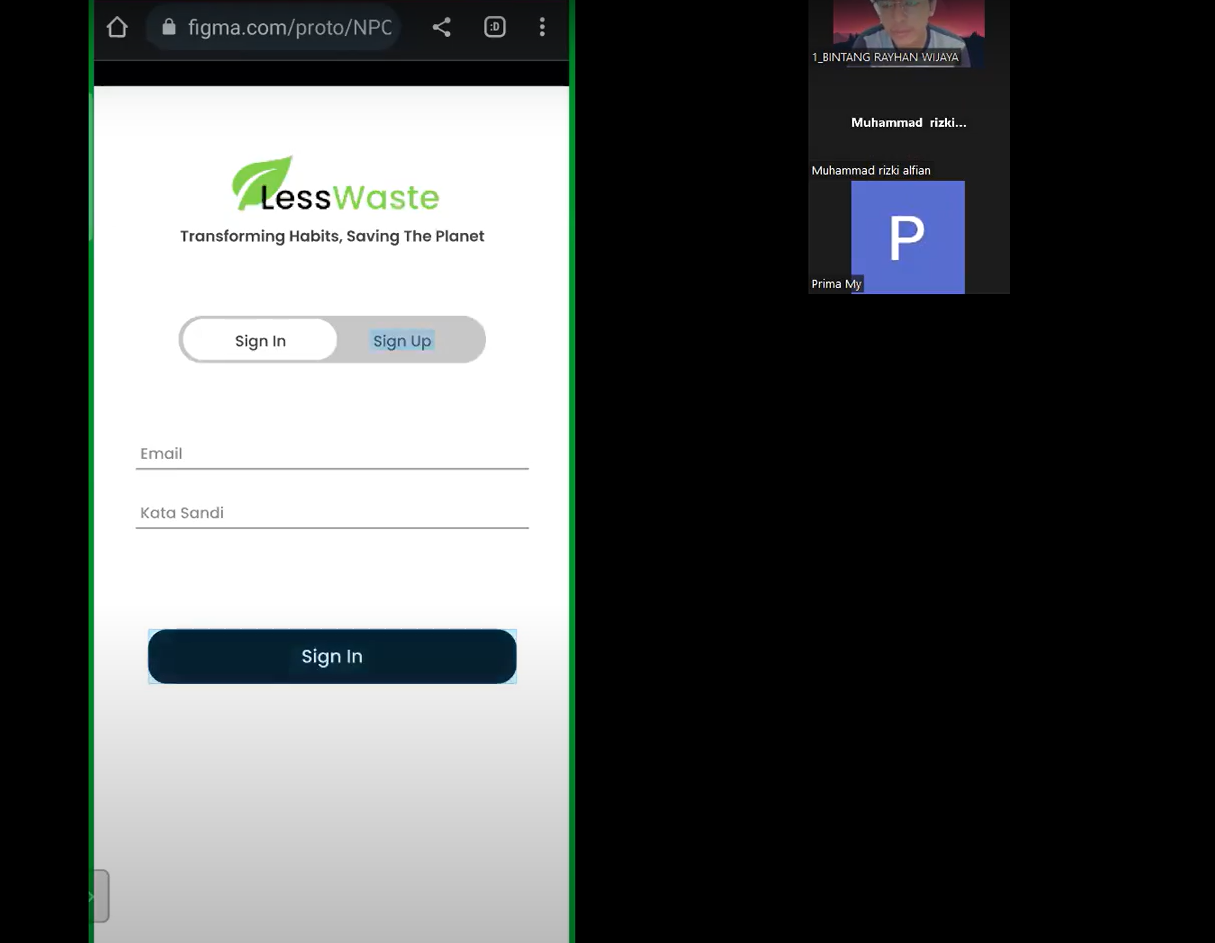 figma.com/proto/NPC
:D
LessWaste
Transforming Habits, Saving The Planet
Sign In
Sign Up
Email
Kata Sandi
Sign In
1_BINTANG RAYHAN WIJAYA
Muhammad rizki...
Muhammad rizki alfian
P
Prima My